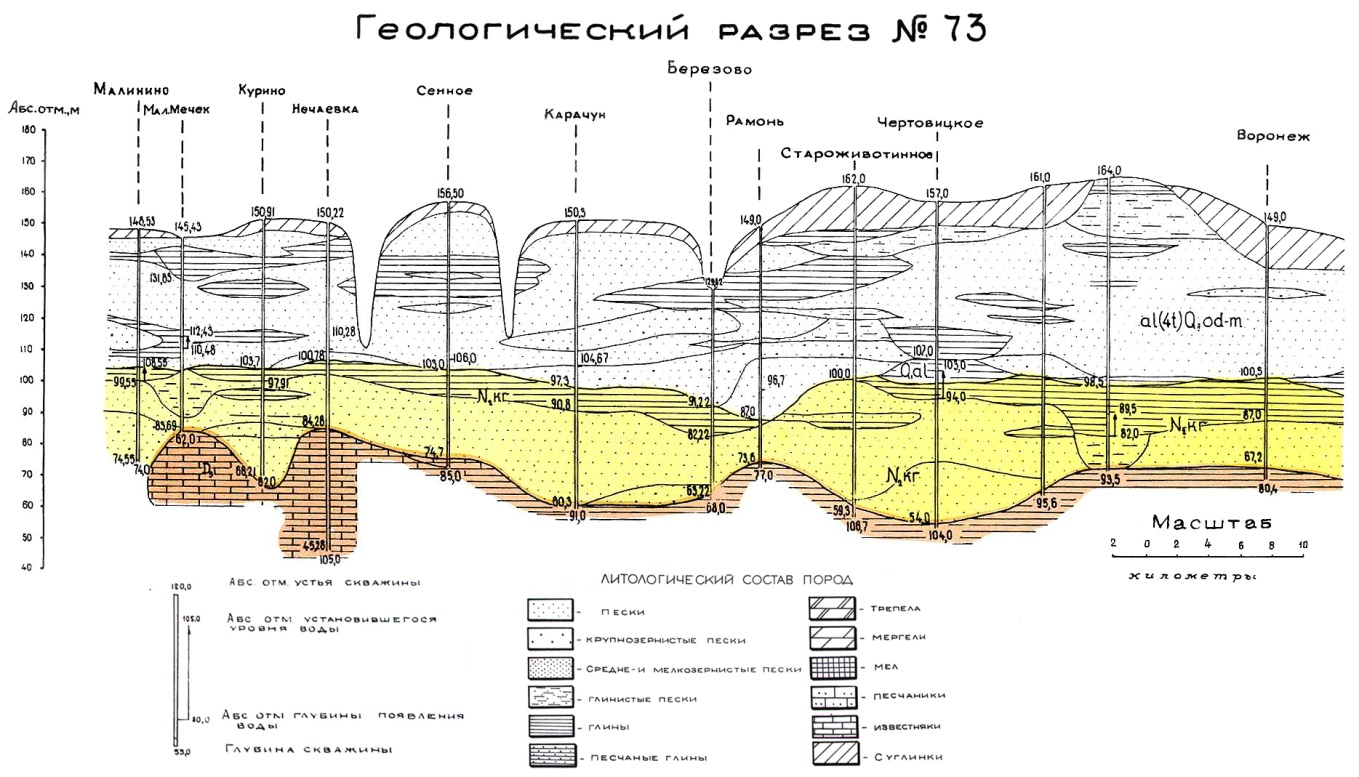 Геологический разрез № 73
Березово
Малинино
Мал.Мечек
Курино
Нечаевка
Сенное
Карачун
Рамонь
Чертовицкое
Староживотинное
Воронеж
Абс.отм.,м
180
170
160
150
140
130
120
110
100
90
80
70
60
50
40
148,53
145,43
150,91
150,22
156,50
150,3
149,0
162,0
157,0
161,0
164,0
149,0
131,85
112,43
110,48
110,28
108,55
103,7
100,78
103,0
106,0
104,67
107,0
103,0
99,55
97,91
97,3
96,7
100,0
98,5
100,5
90,8
91,22
94,0
89,5
87,0
87,0
83,69
84,28
82,22
82,0
82,0
74,55
74,0
68,21
82,0
74,7
85,0
73,6
77,0
67,2
80,4
60,3
91,0
63,22
68,0
59,3
106,7
54,0
104,0
95,6
93,5
45,28
105,0
al(4t)Q₁od-m
Q₁al
N₂кг
N₂кг
N₂кг
D₃
Масштаб
2 0 2 4 6 8 10
километры
120,0
105,0
80,0
55,0
Абс. отм. устья скважины
Абс отм. установившегося
уровня воды
Абс отм глубины появления
воды
Глубина скважины
Литологический состав пород
- пески
- крупнозернистые пески
- средне-и мелкозернистые пески
- глинистые пески
- глины
- песчаные глины
- трепела
- мергели
- мел
- песчаники
- известняки
- суглинки